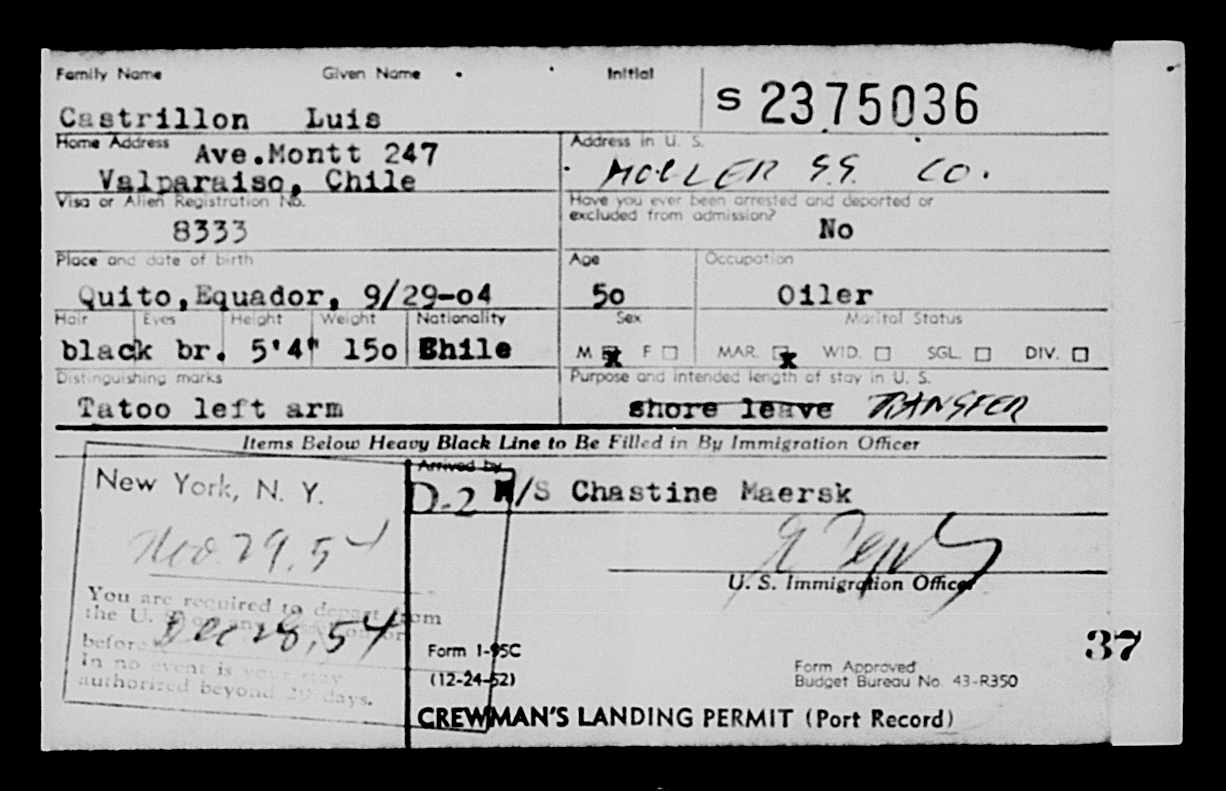 Family Name Given Name Initial
Castrillon Luis S 2375036
Home Address Ave.Montt 247
Valparaiso, Chile
Address in U. S.
MOLLER S.S. CO.
Visa or Alien Registration No.
8333
Have you ever been arrested and deported or
excluded from admission?
No
Place and date of birth
Quito,Equador, 9/29-o4
Age Occupation
5o Oiler
Hair Eyes Height Weight Nationality
black br. 5'4" 15o Chile
Sex Marital Status
M x F MAR. x WID. SGL. DIV.
Distinguishing marks
Tatoo left arm
Purpose and intended length of stay in U. S.
shore leave TRANSFER
Items Below Heavy Black Line to Be Filled in By Immigration Officer
New York, N. Y.
Nov. 29, 54
You are required to depart from
the U. S. on any
before Dec 28, 54
In no event is your stay
authorized beyond 29 days.
Arrived by
D-2 M/S Chastine Maersk
U. S. Immigration Officer
Form I-95C
(12-24-52)
Form Approved
Budget Bureau No. 43-R350
37
CREWMAN'S LANDING PERMIT (Port Record)